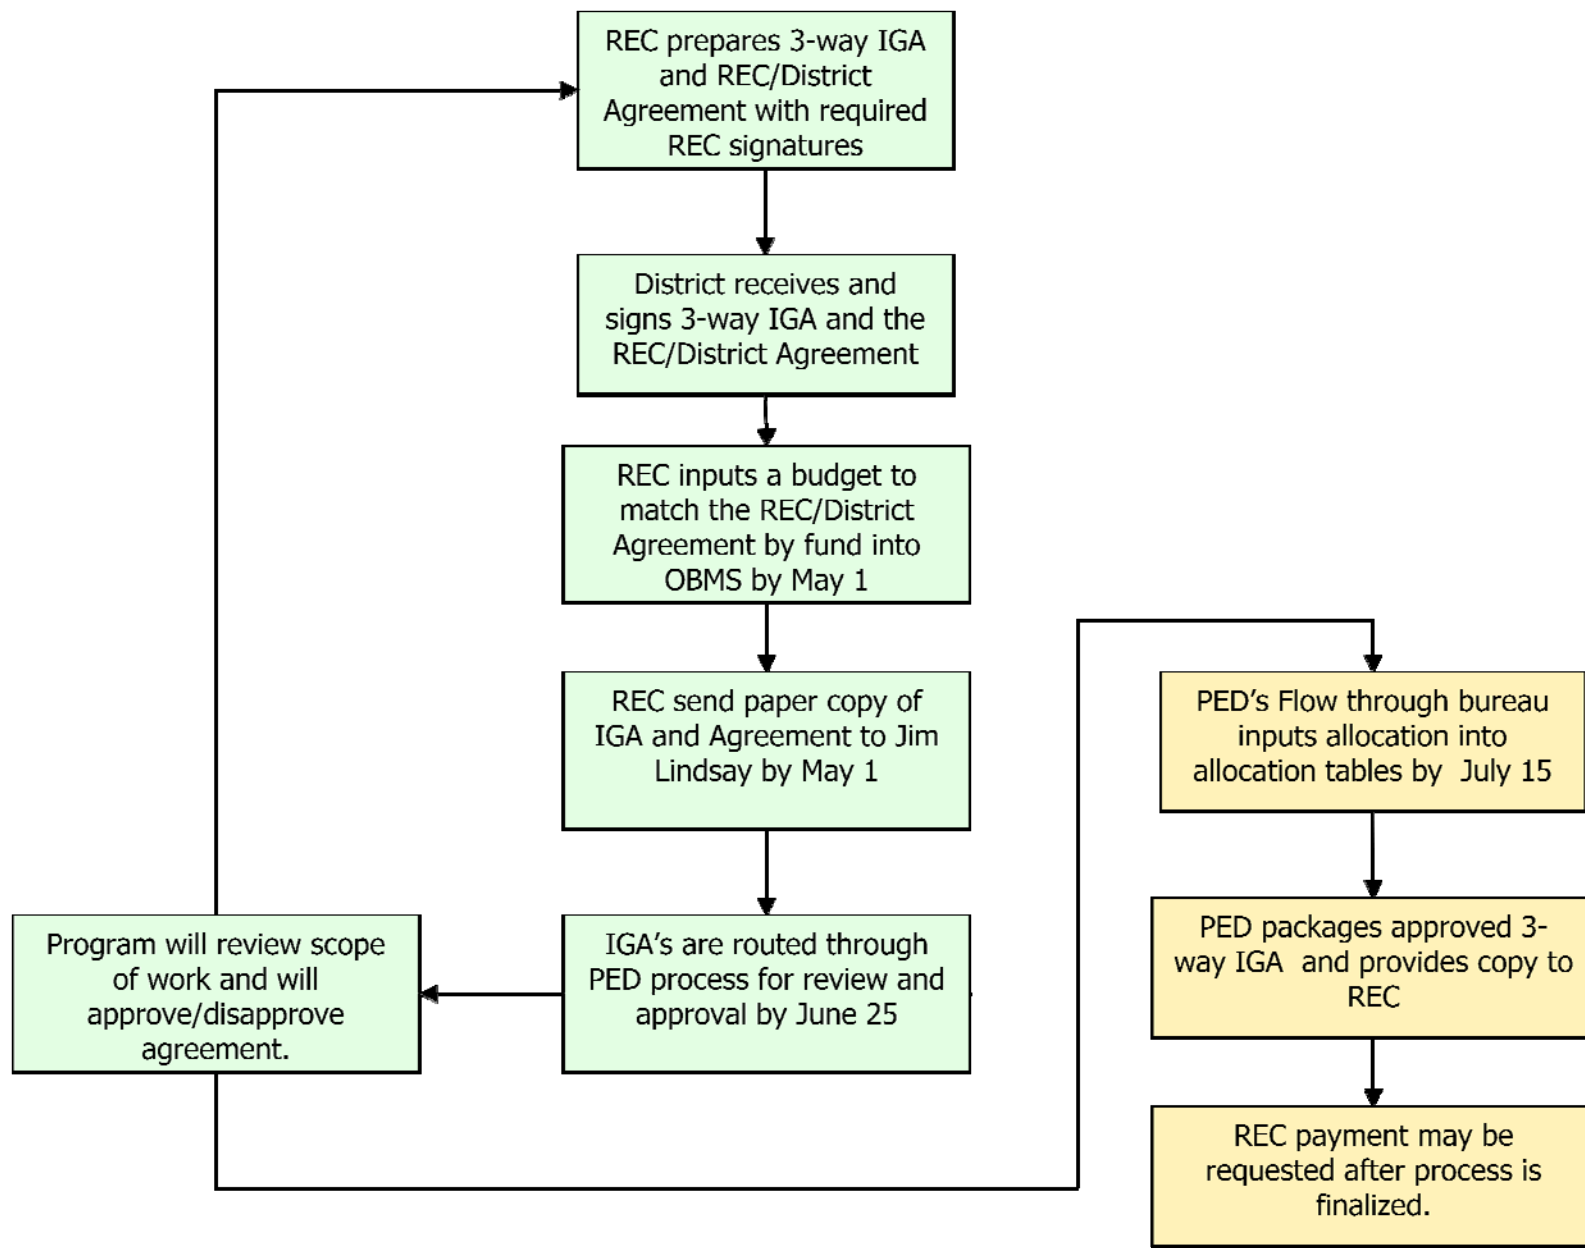 REC prepares 3-way IGA
and REC/District
Agreement with required
REC signatures
District receives and
signs 3-way IGA and the
REC/District Agreement
REC inputs a budget to
match the REC/District
Agreement by fund into
OBMS by May 1
REC send paper copy of
IGA and Agreement to Jim
Lindsay by May 1
IGA's are routed through
PED process for review and
approval by June 25
Program will review scope
of work and will
approve/disapprove
agreement.
PED's Flow through bureau
inputs allocation into
allocation tables by  July 15
PED packages approved 3-
way IGA  and provides copy to
REC
REC payment may be
requested after process is
finalized.